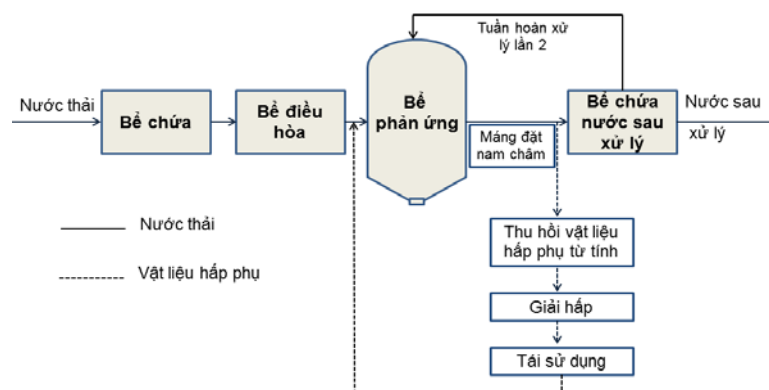 Tuần hoàn xử
lý lần 2
Nước thải
Bể chứa
Bể điều
hòa
Bể
phản ứng
Máng đặt
nam châm
Bể chứa
nước sau
xử lý
Nước sau
xử lý
Nước thải
Vật liệu hấp phụ
Thu hồi vật liệu
hấp phụ từ tính
Giải hấp
Tái sử dụng